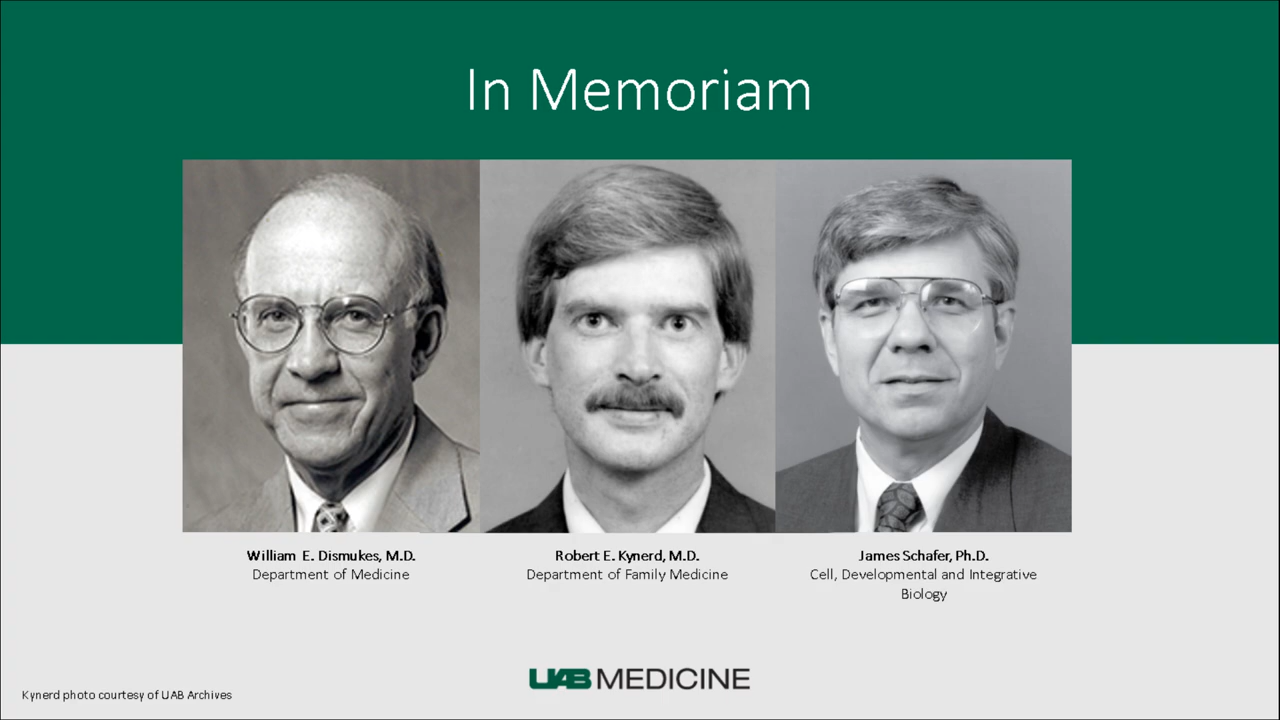 In Memoriam
William E. Dismukes, M.D.
Department of Medicine
Robert E. Kynerd, M.D.
Department of Family Medicine
James Schafer, Ph.D.
Cell, Developmental and Integrative
Biology
UAB MEDICINE
Kynerd photo courtesy of UAB Archives